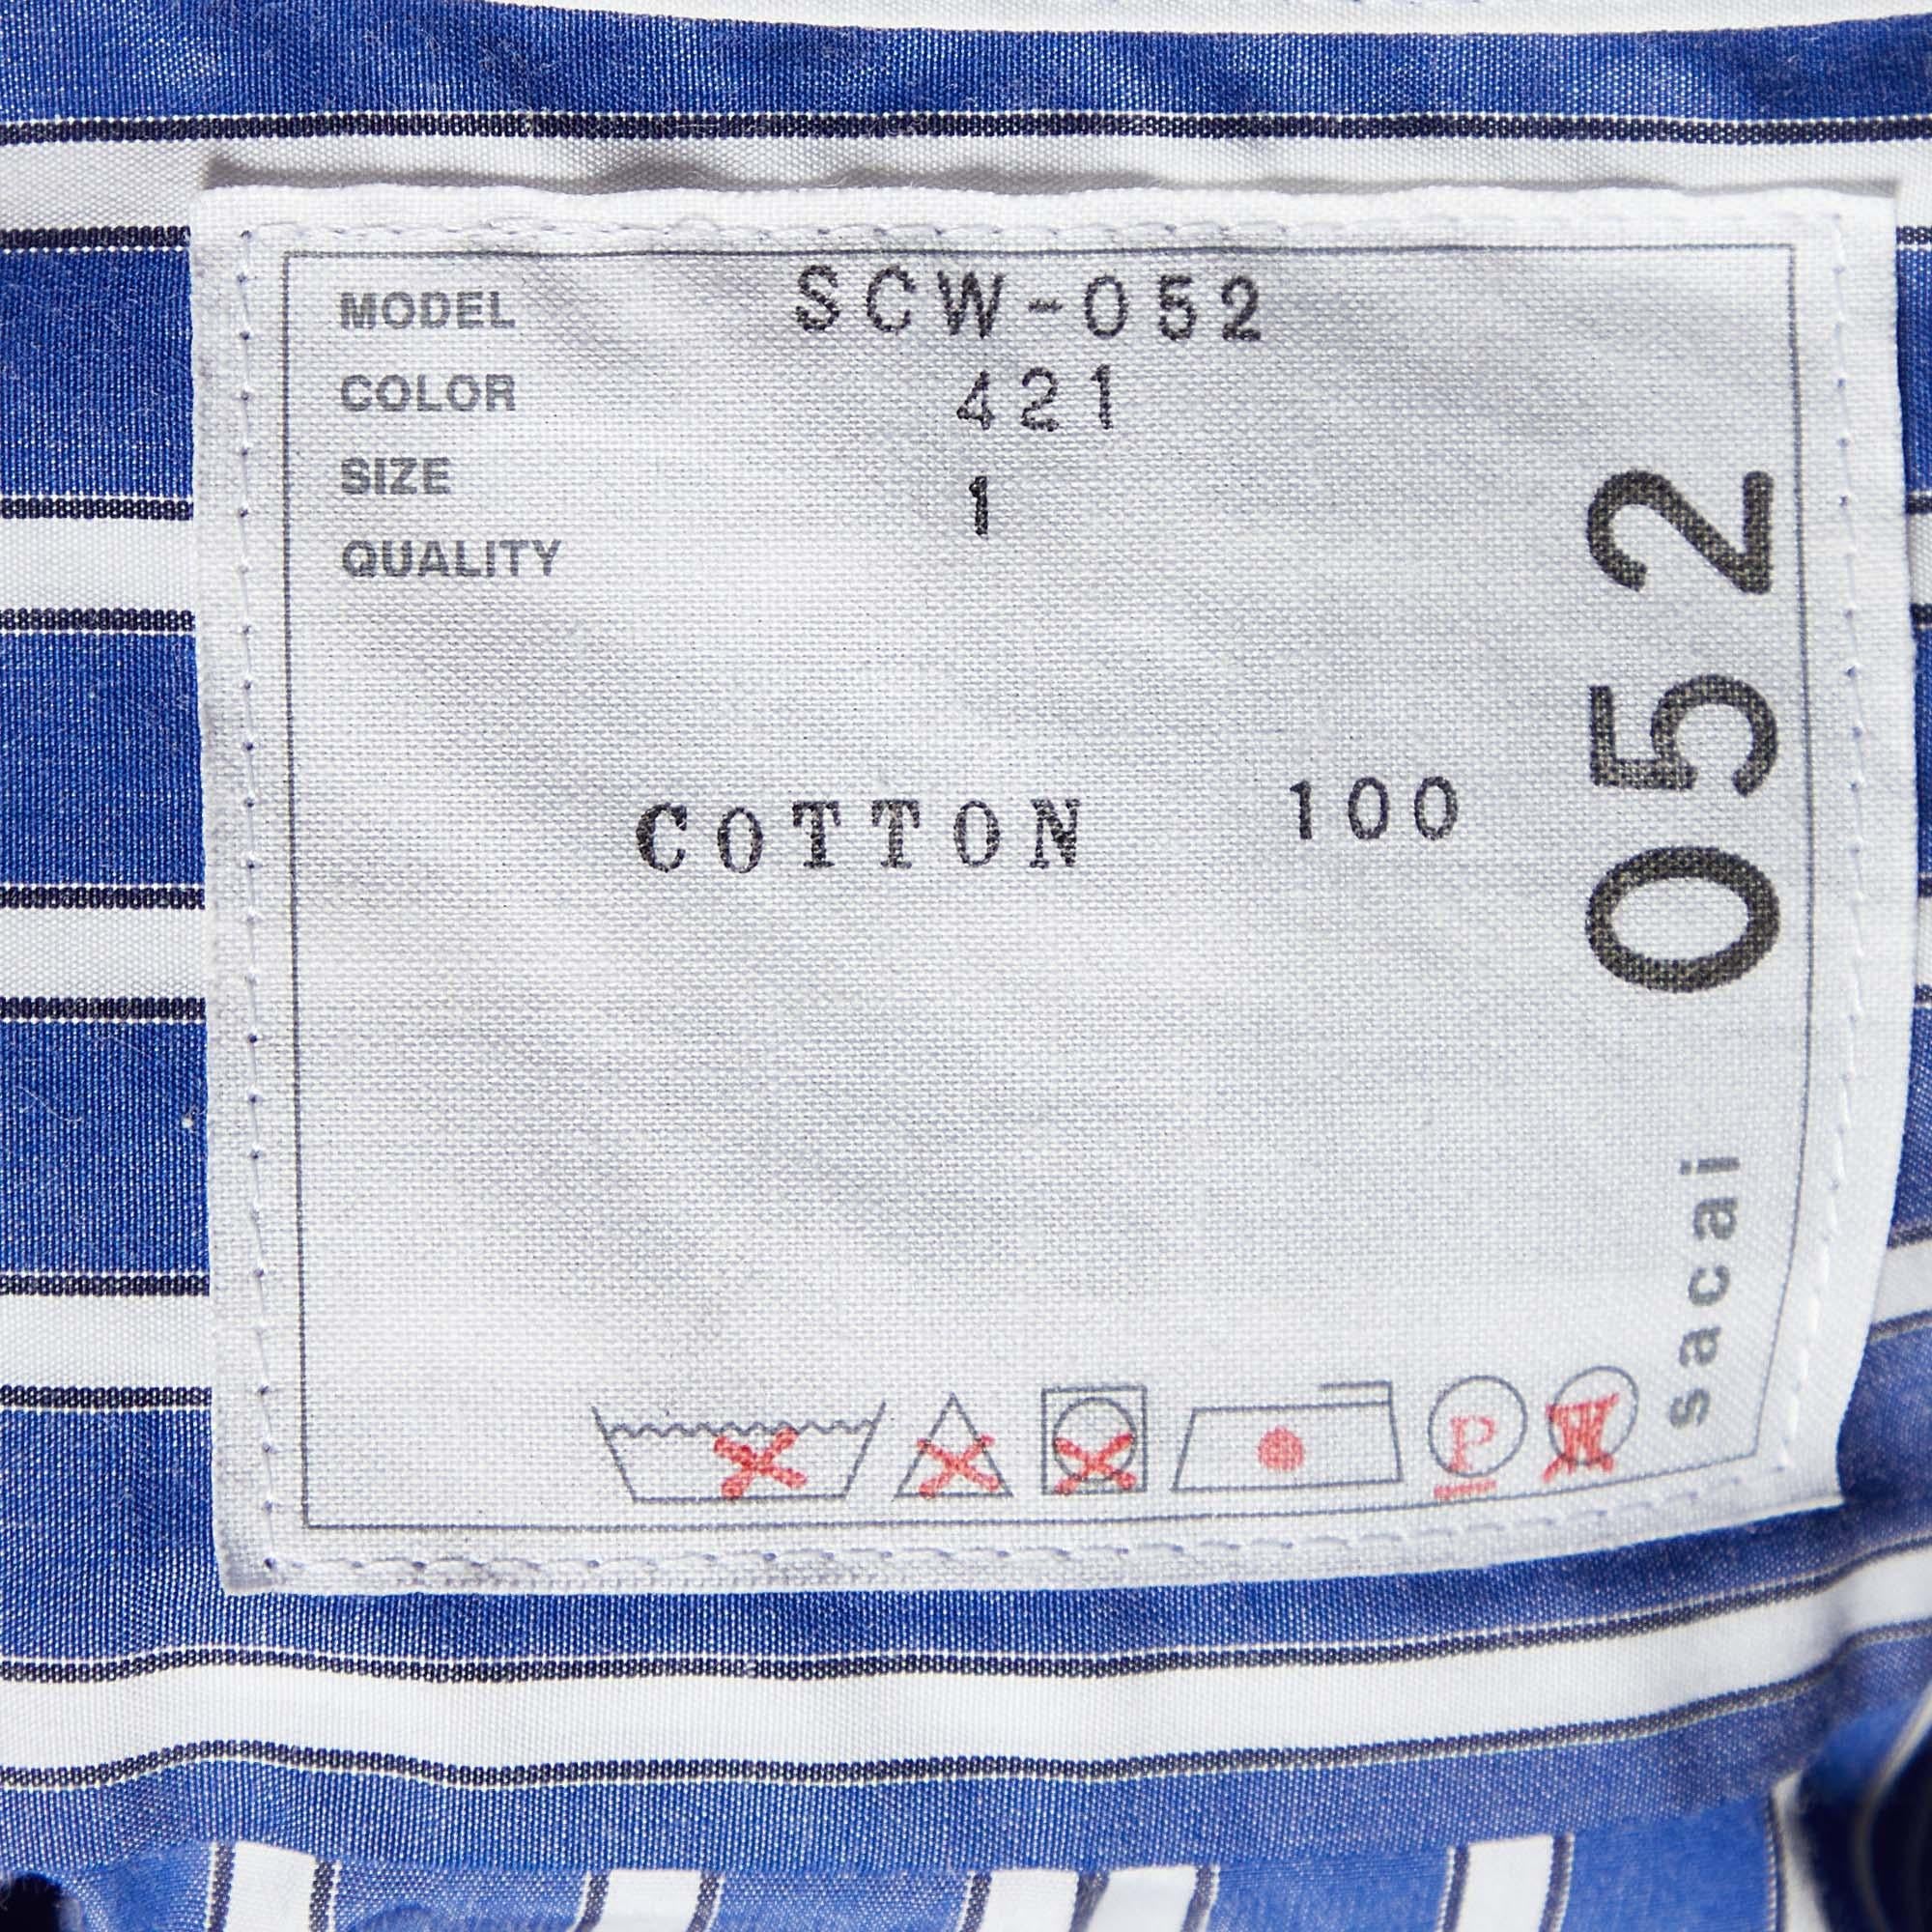 MODEL SCW-052
COLOR 421
SIZE 1
QUALITY
COTTON 100
052
sacai
P W